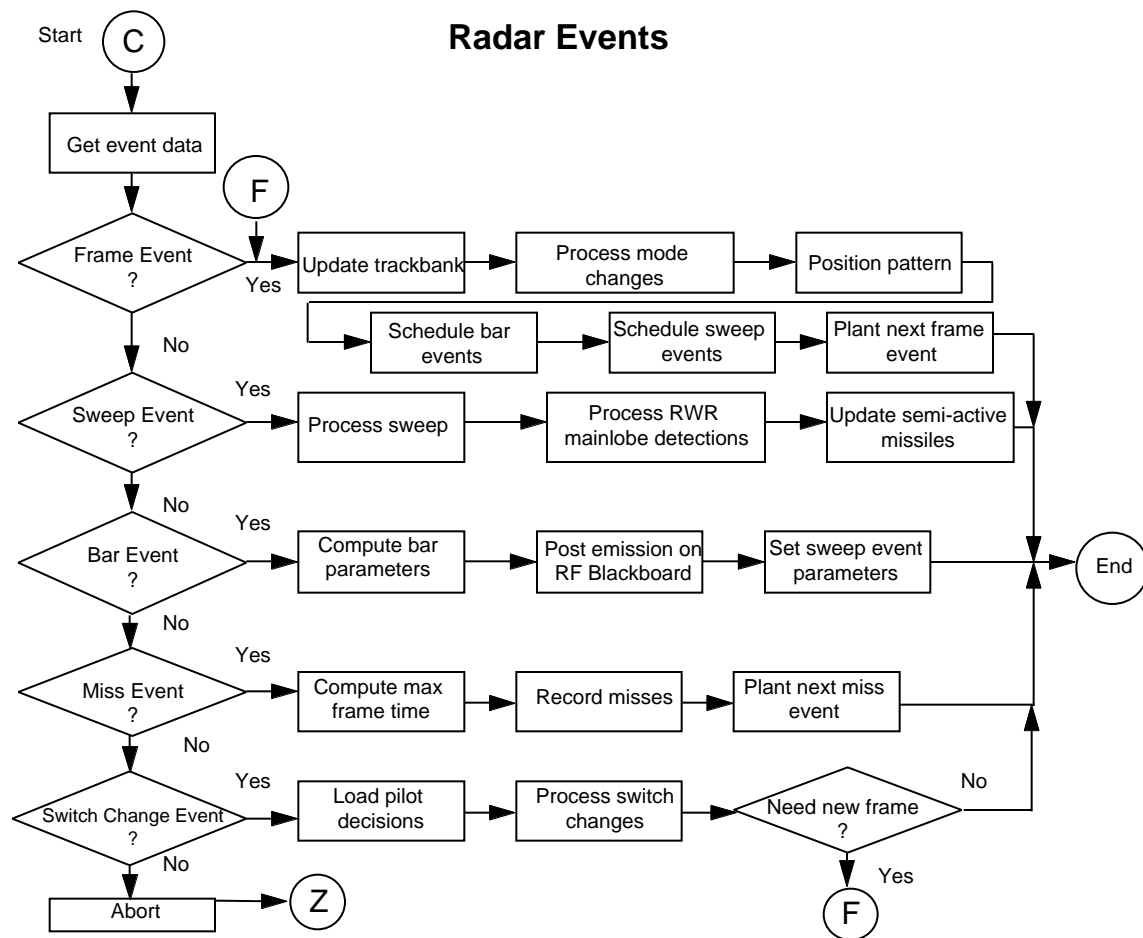 Radar Events
Start
C
Get event data
F
Frame Event
?
Yes
Update trackbank
Process mode
changes
Position pattern
No
Schedule bar
events
Schedule sweep
events
Plant next frame
event
Sweep Event
?
Yes
Process sweep
Process RWR
mainlobe detections
Update semi-active
missiles
No
Bar Event
?
Yes
Compute bar
parameters
Post emission on
RF Blackboard
Set sweep event
parameters
End
No
Miss Event
?
Yes
Compute max
frame time
Record misses
Plant next miss
event
No
Switch Change Event
?
Yes
Load pilot
decisions
Process switch
changes
Need new frame
?
No
No
Yes
Abort
Z
F